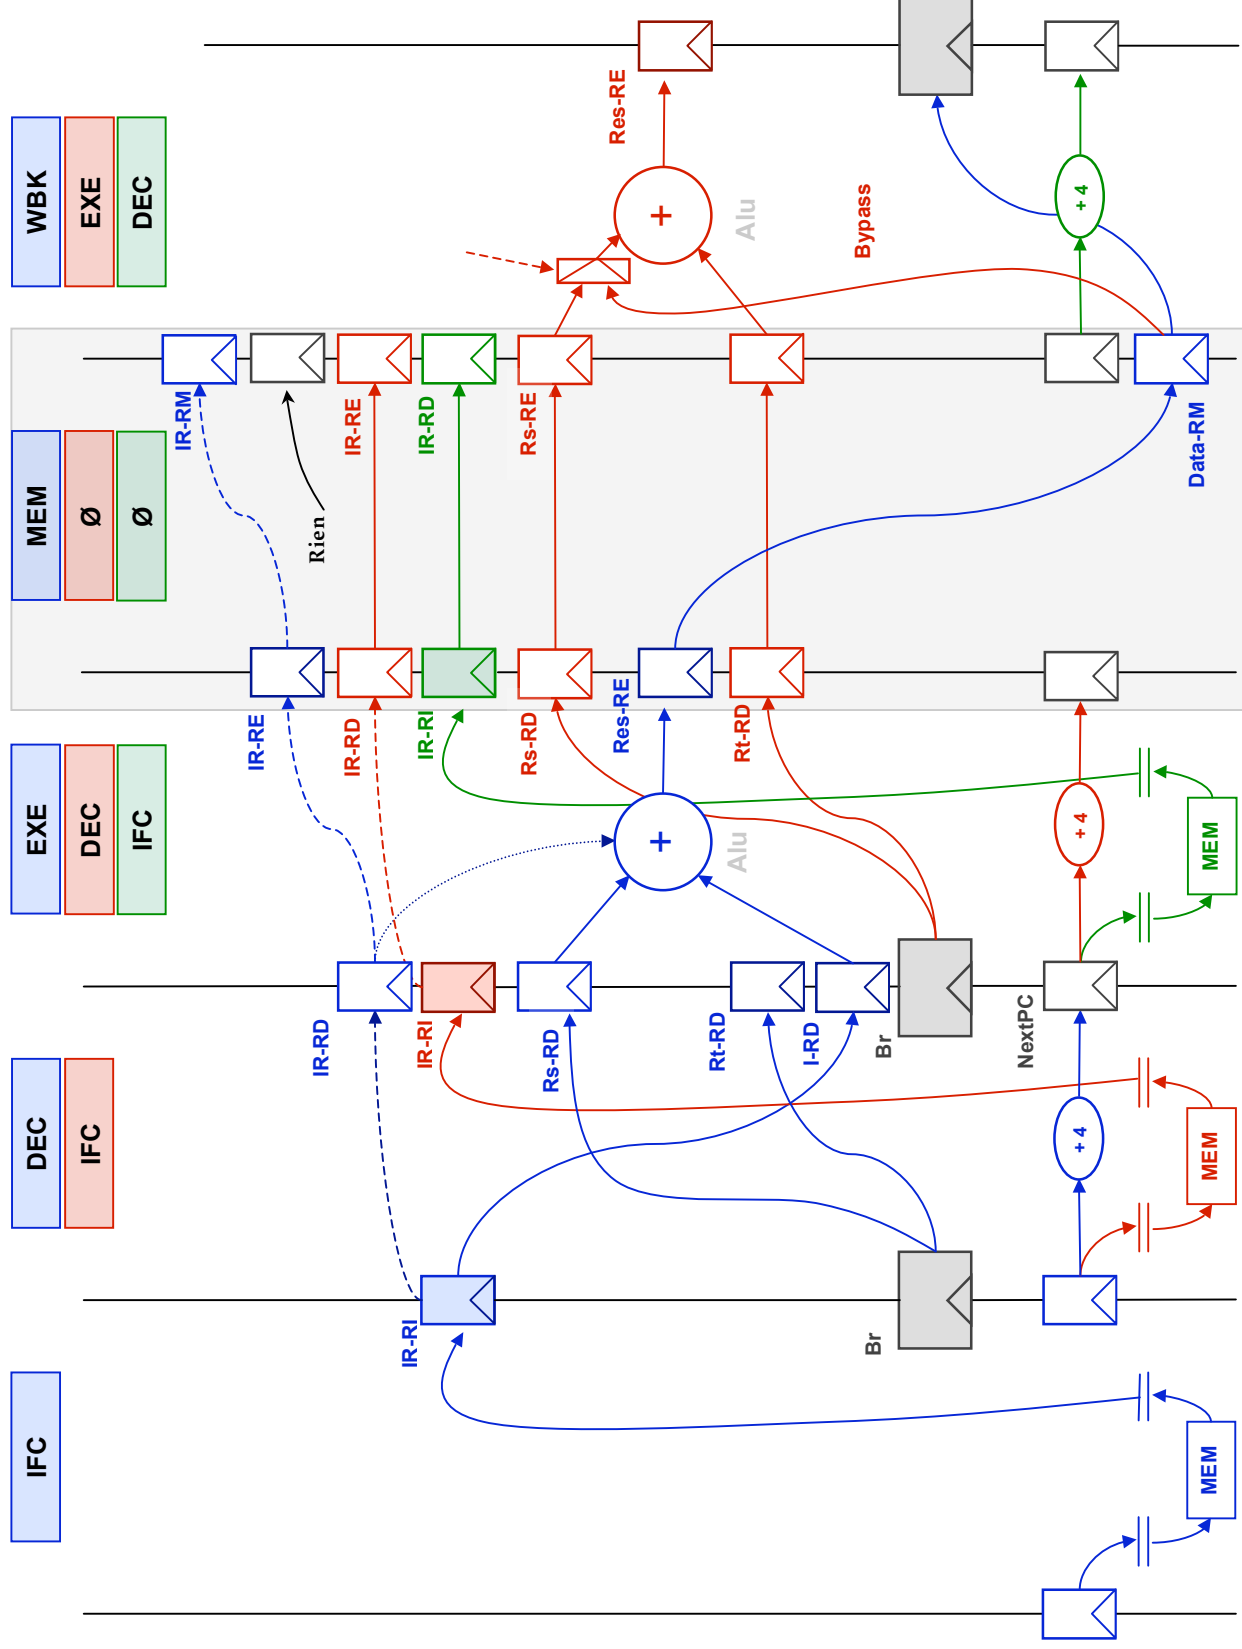 IFC
DEC
EXE
MEM
WBK
IFC
DEC
Ø
EXE
IFC
Ø
DEC
IR-RM
IR-RE
Rien
IR-RD
IR-RD
IR-RE
IR-RI
IR-RI
IR-RI
IR-RD
Rs-RD
Rs-RD
Rs-RE
Res-RE
Res-RE
+
+
Rt-RD
Rt-RD
Alu
Alu
I-RD
Bypass
Br
Br
NextPC
+ 4
+ 4
+ 4
Data-RM
MEM
MEM
MEM